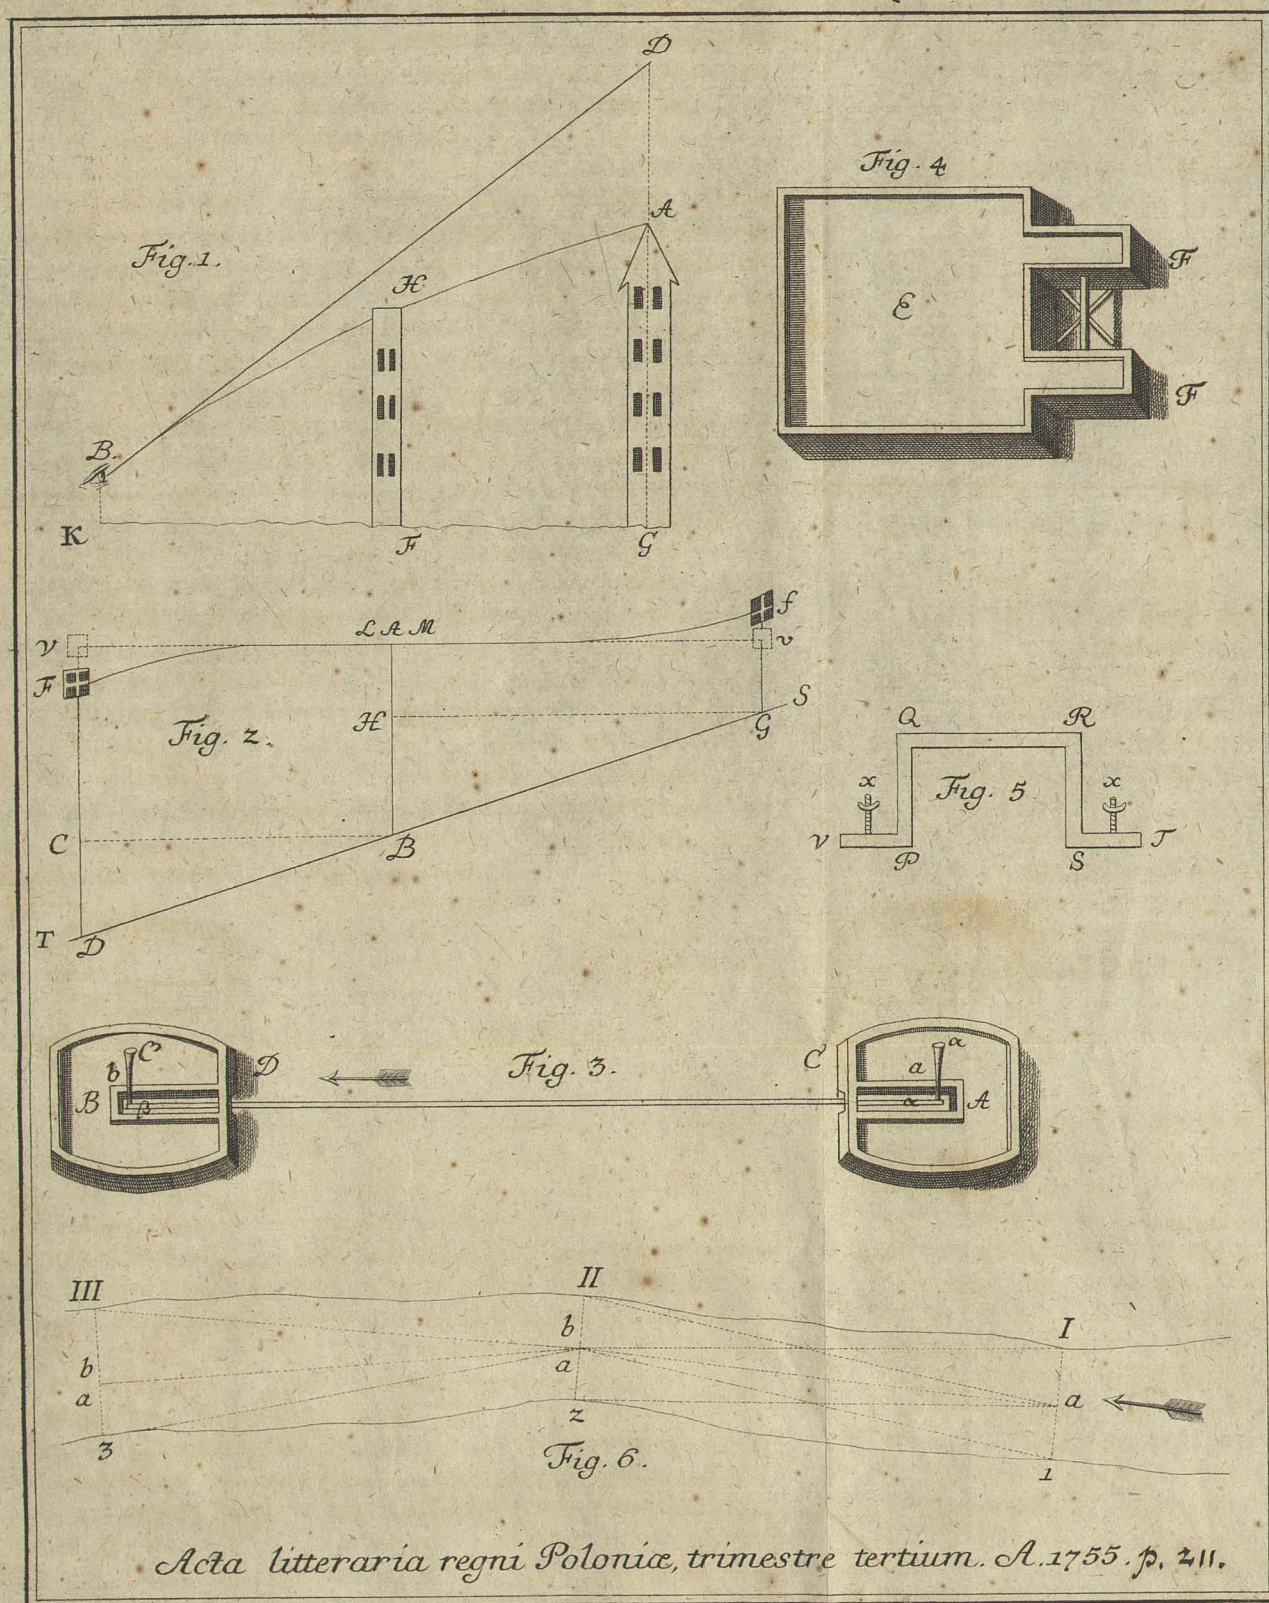 D
Fig. 4
A
Fig. 1.
F
H
E
F
B.
K
F
G
f
L A M
v
v
F
S
H
G
Fig. 2.
Q
R
x
x
Fig. 5
C
B
v
T
P
S
T
D
C
D
Fig. 3.
C
α
b
a
B
β
α
A
III
II
I
b
b
a
a
a
3
2
1
Fig. 6.
Acta litteraria regni Poloniæ, trimestre tertium. A. 1755. p. 211.